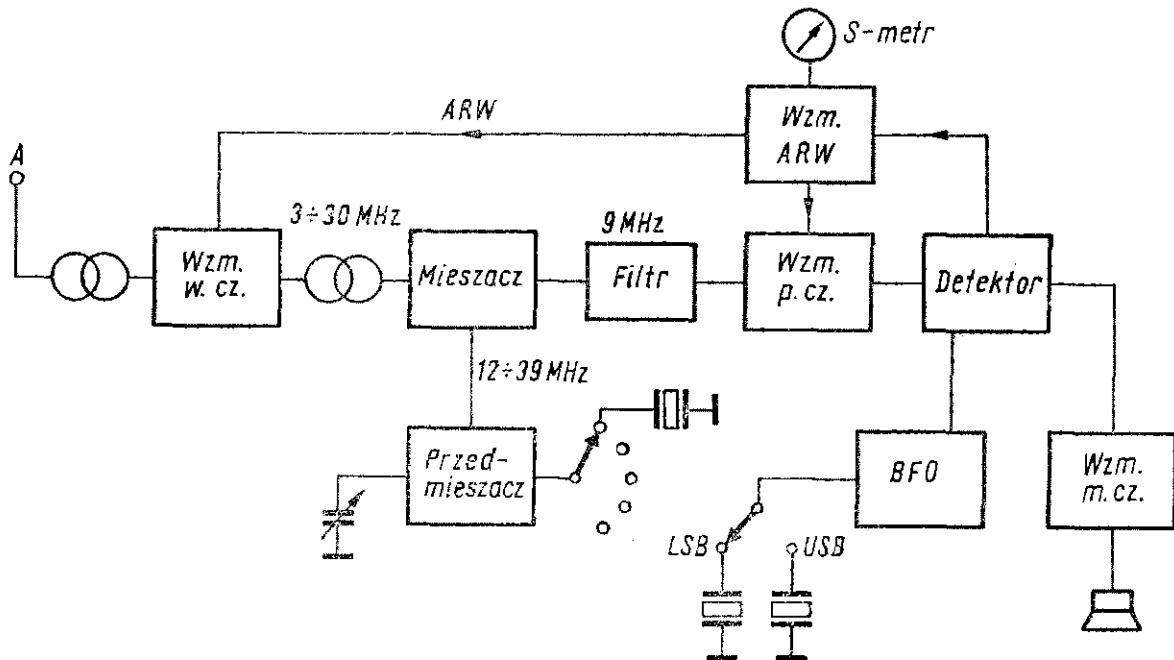 S-metr
ARW
Wzm.
ARW
A
3÷30 MHz
9 MHz
Wzm.
w. cz.
Mieszacz
Filtr
Wzm.
p. cz.
Detektor
12÷39 MHz
Przed-
mieszacz
BFO
Wzm.
m. cz.
LSB
USB